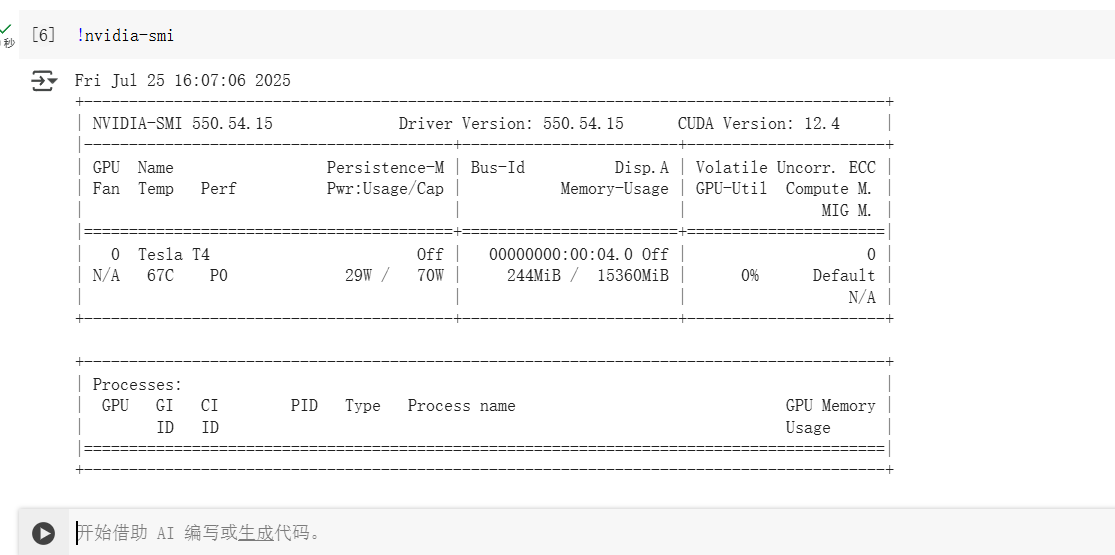 秒 [6] !nvidia-smi
Fri Jul 25 16:07:06 2025
+-----------------------------------------------------------------------------------------+
| NVIDIA-SMI 550.54.15              Driver Version: 550.54.15      CUDA Version: 12.4     |
|-----------------------------------------+------------------------+----------------------+
| GPU  Name                 Persistence-M | Bus-Id          Disp.A | Volatile Uncorr. ECC |
| Fan  Temp   Perf          Pwr:Usage/Cap |           Memory-Usage | GPU-Util  Compute M. |
|                                         |                        |               MIG M. |
|=========================================+========================+======================|
|   0  Tesla T4                       Off |   00000000:00:04.0 Off |                    0 |
| N/A   67C    P0             29W /   70W |     244MiB /  15360MiB |      0%      Default |
|                                         |                        |                  N/A |
+-----------------------------------------+------------------------+----------------------+
+-----------------------------------------------------------------------------------------+
| Processes:                                                                              |
|  GPU   GI   CI        PID   Type   Process name                              GPU Memory |
|        ID   ID                                                               Usage      |
|=========================================================================================|
+-----------------------------------------------------------------------------------------+
开始借助 AI 编写或生成代码。